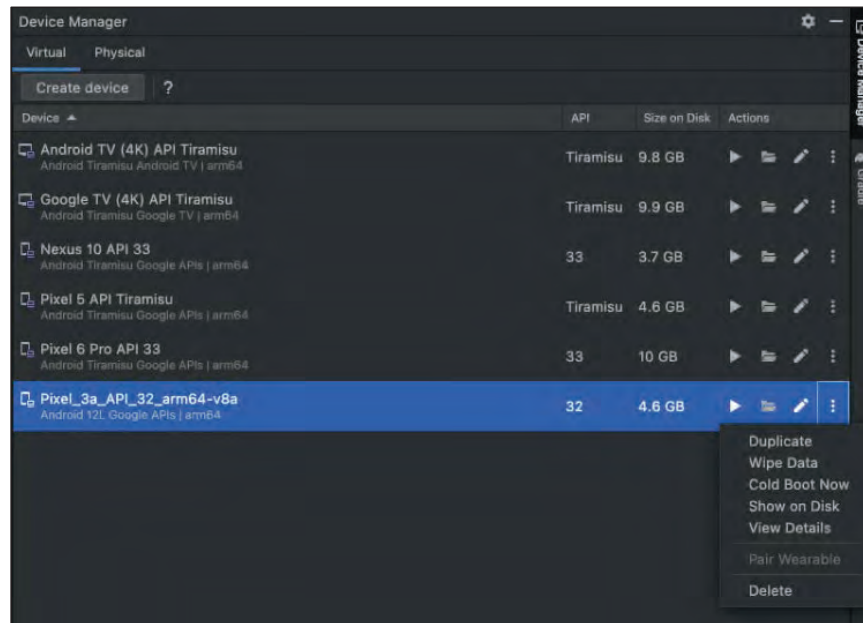 Device Manager
Virtual Physical
Create device ?
Device API Size on Disk Actions
Android TV (4K) API Tiramisu
Android Tiramisu Android TV | arm64
Tiramisu 9.8 GB
Google TV (4K) API Tiramisu
Android Tiramisu Google TV | arm64
Tiramisu 9.9 GB
Nexus 10 API 33
Android Tiramisu Google APIs | arm64
33 3.7 GB
Pixel 5 API Tiramisu
Android Tiramisu Google APIs | arm64
Tiramisu 4.6 GB
Pixel 6 Pro API 33
Android Tiramisu Google APIs | arm64
33 10 GB
Pixel_3a_API_32_arm64-v8a
Android 12L Google APIs | arm64
32 4.6 GB
Duplicate
Wipe Data
Cold Boot Now
Show on Disk
View Details
Pair Wearable
Delete
Device Manager
Gradle